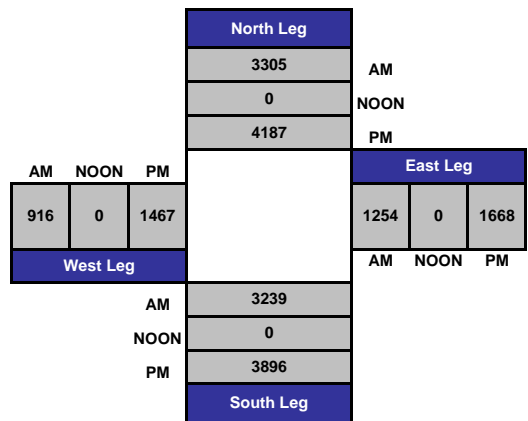 North Leg
3305 AM
0 NOON
4187 PM
AM NOON PM
East Leg
916 0 1467
1254 0 1668
West Leg
AM NOON PM
AM 3239
NOON 0
PM 3896
South Leg